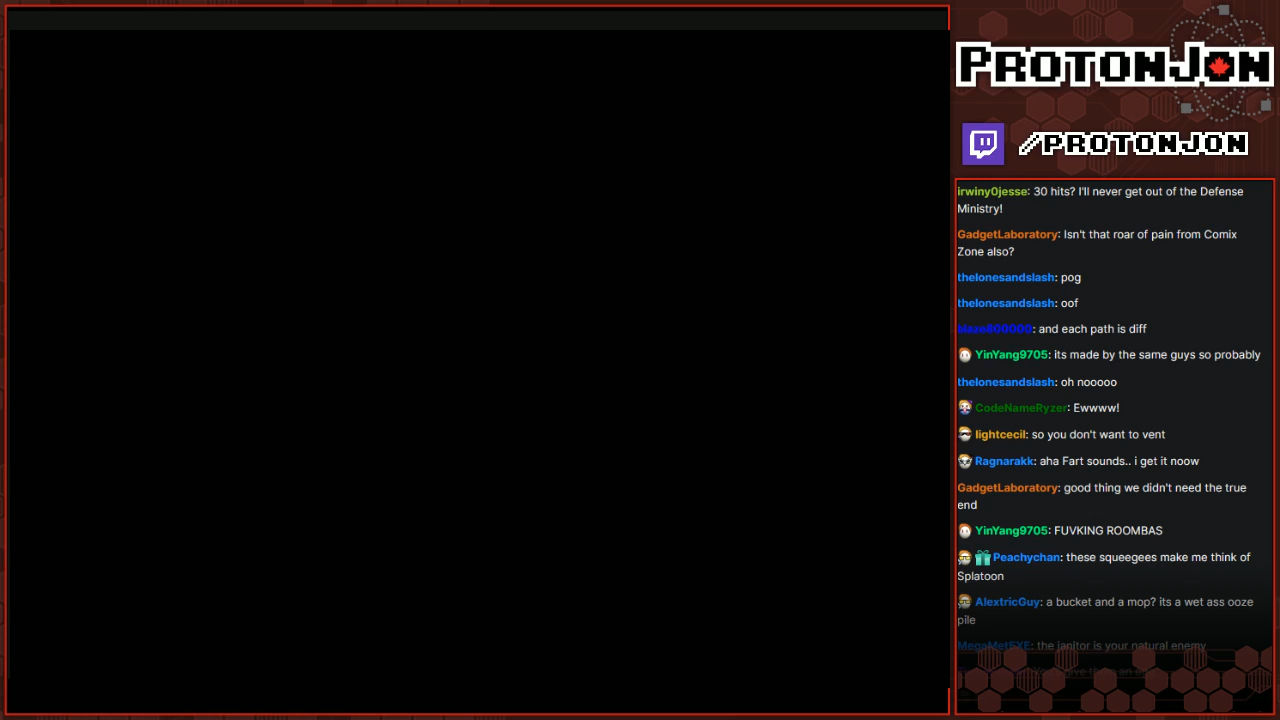 PROTONJON
/PROTONJON
irwiny0jesse: 30 hits? I'll never get out of the Defense
Ministry!
GadgetLaboratory: Isn't that roar of pain from Comix
Zone also?
thelonesandslash: pog
thelonesandslash: oof
blaze800000: and each path is diff
YinYang9705: its made by the same guys so probably
thelonesandslash: oh nooooo
CodeNameRyzer: Ewwww!
lightcecil: so you don't want to vent
Ragnarakk: aha Fart sounds.. i get it noow
GadgetLaboratory: good thing we didn't need the true
end
YinYang9705: FUVKING ROOMBAS
Peachychan: these squeegees make me think of
Splatoon
AlextricGuy: a bucket and a mop? its a wet ass ooze
pile
MegaMetEXE: the janitor is your natural enemy